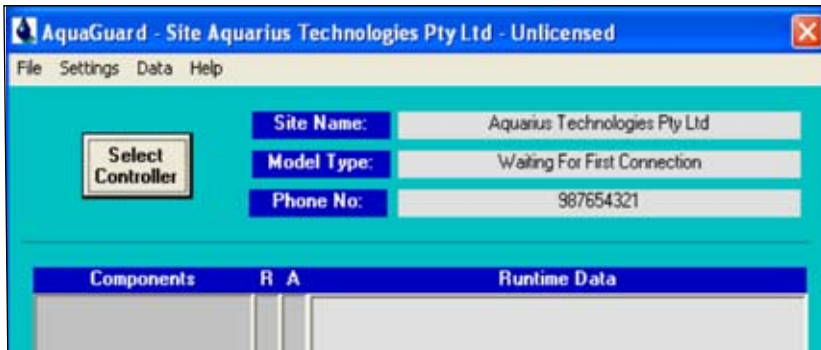 AquaGuard - Site Aquarius Technologies Pty Ltd - Unlicensed
File Settings Data Help
Select
Controller
Site Name: Aquarius Technologies Pty Ltd
Model Type: Waiting For First Connection
Phone No: 987654321
Components R A Runtime Data